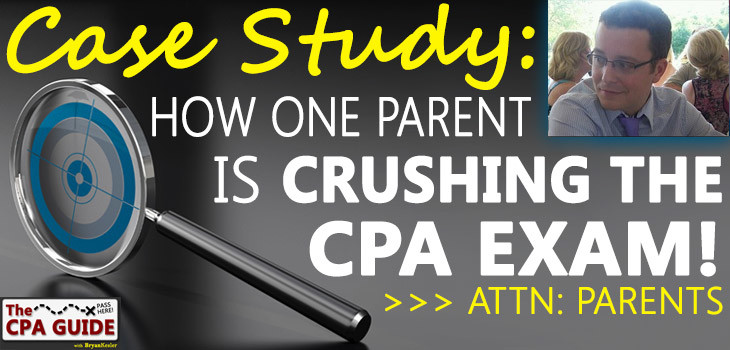 Case Study:
HOW ONE PARENT
IS CRUSHING THE
CPA EXAM!
>>> ATTN: PARENTS
The PASS HERE!
CPA GUIDE
with BryanKesler